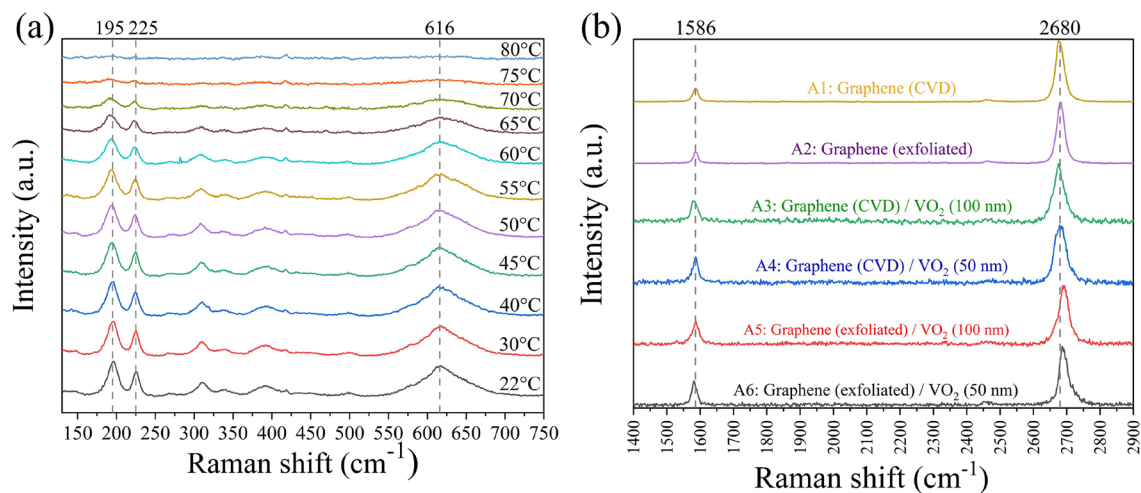 (a)
195 225 616
80°C
75°C
70°C
65°C
60°C
55°C
50°C
45°C
40°C
30°C
22°C
Intensity (a.u.)
150 200 250 300 350 400 450 500 550 600 650 700 750
Raman shift (cm⁻¹)
(b)
1586 2680
A1: Graphene (CVD)
A2: Graphene (exfoliated)
A3: Graphene (CVD) / VO₂ (100 nm)
A4: Graphene (CVD) / VO₂ (50 nm)
A5: Graphene (exfoliated) / VO₂ (100 nm)
A6: Graphene (exfoliated) / VO₂ (50 nm)
Intensity (a.u.)
1400 1500 1600 1700 1800 1900 2000 2100 2200 2300 2400 2500 2600 2700 2800 2900
Raman shift (cm⁻¹)